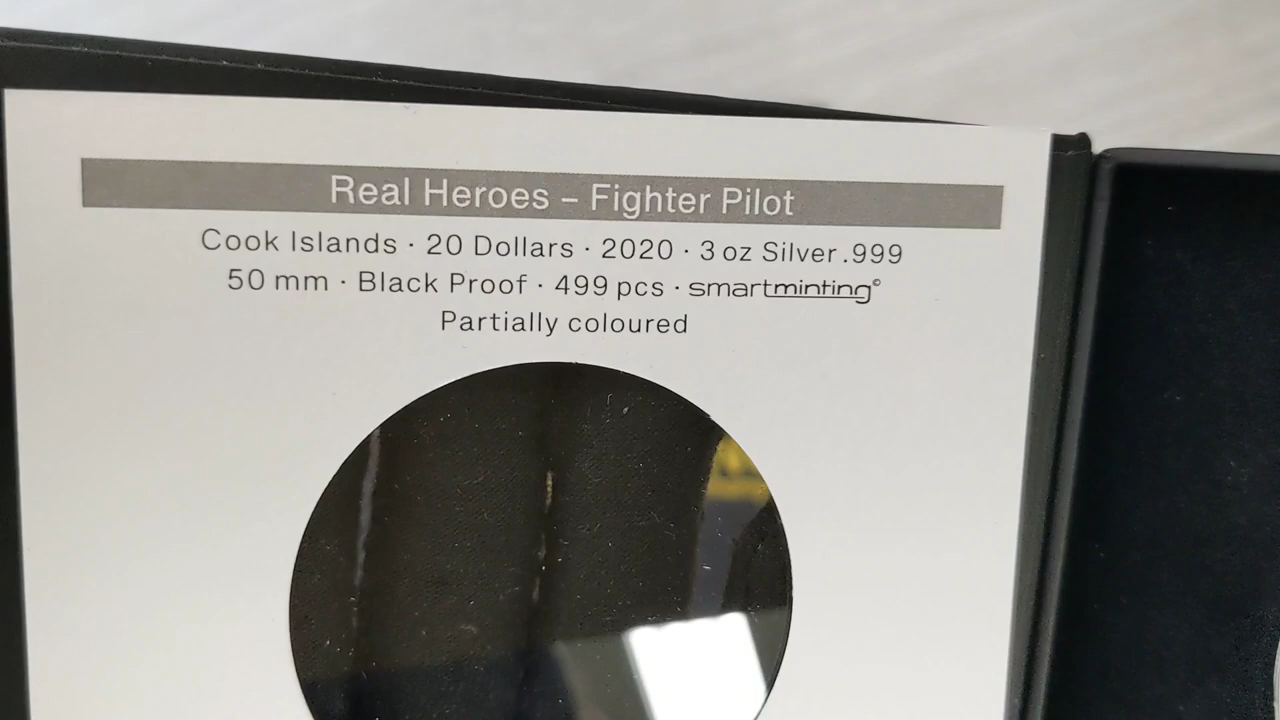 Real Heroes – Fighter Pilot
Cook Islands · 20 Dollars · 2020 · 3 oz Silver .999
50 mm · Black Proof · 499 pcs · smartminting©
Partially coloured